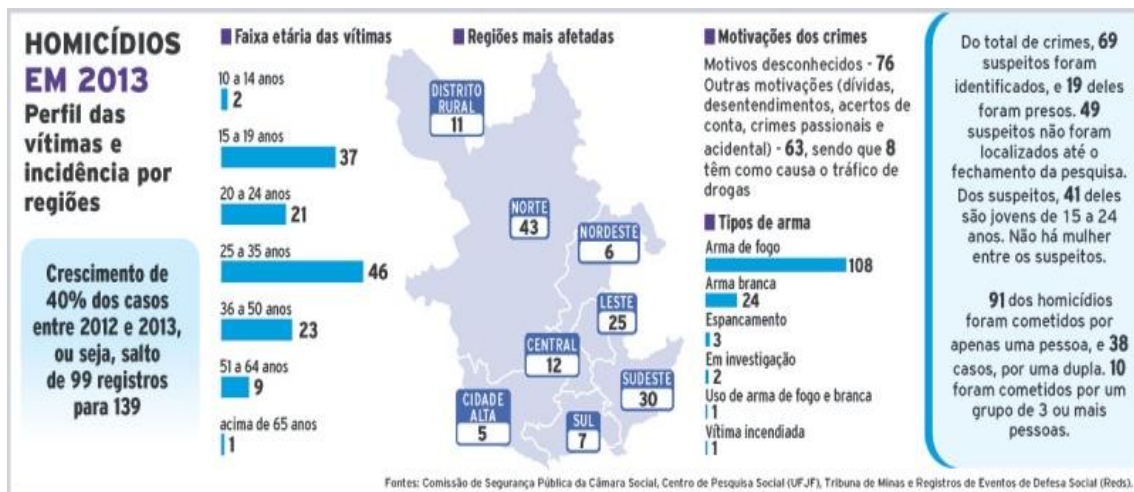 HOMICÍDIOS
EM 2013
Perfil das
vítimas e
incidência por
regiões
Crescimento de
40% dos casos
entre 2012 e 2013,
ou seja, salto
de 99 registros
para 139
Faixa etária das vítimas
10 a 14 anos
2
15 a 19 anos
37
20 a 24 anos
21
25 a 35 anos
46
36 a 50 anos
23
51 a 64 anos
9
acima de 65 anos
1
Regiões mais afetadas
DISTRITO
RURAL
11
NORTE
43
NORDESTE
6
LESTE
25
CENTRAL
12
SUDESTE
30
CIDADE
ALTA
5
SUL
7
Motivações dos crimes
Motivos desconhecidos - 76
Outras motivações (dívidas,
desentendimentos, acertos de
conta, crimes passionais e
acidental) - 63, sendo que 8
têm como causa o tráfico de
drogas
Tipos de arma
Arma de fogo
108
Arma branca
24
Espancamento
3
Em investigação
2
Uso de arma de fogo e branca
1
Vítima incendiada
1
Do total de crimes, 69
suspeitos foram
identificados, e 19 deles
foram presos. 49
suspeitos não foram
localizados até o
fechamento da pesquisa.
Dos suspeitos, 41 deles
são jovens de 15 a 24
anos. Não há mulher
entre os suspeitos.
91 dos homicídios
foram cometidos por
apenas uma pessoa, e 38
casos, por uma dupla. 10
foram cometidos por um
grupo de 3 ou mais
pessoas.
Fontes: Comissão de Segurança Pública da Câmara Social, Centro de Pesquisa Social (UFJF), Tribuna de Minas e Registros de Eventos de Defesa Social (Reds).